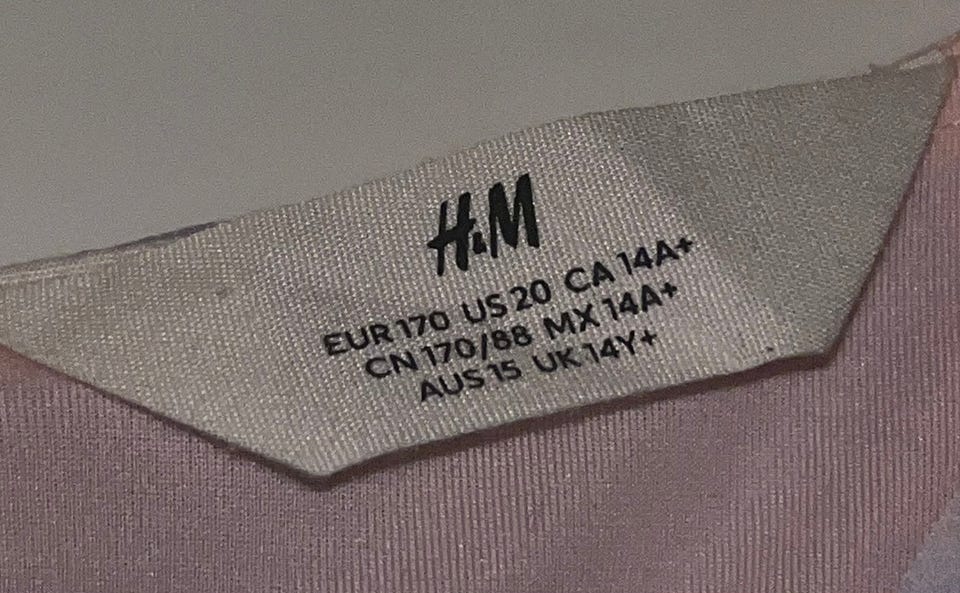 H&M
EUR 170 US 20 CA 14A+
CN 170/88 MX 14A+
AUS 15 UK 14Y+